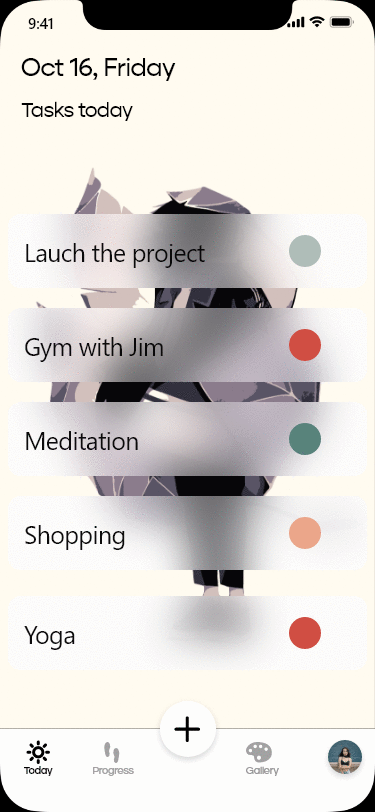 9:41
Oct 16, Friday
Tasks today
Lauch the project
Gym with Jim
Meditation
Shopping
Yoga
Today
Progress
Gallery